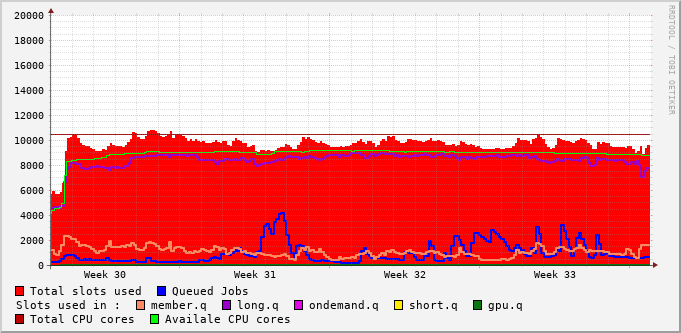 20000
18000
16000
14000
12000
10000
8000
6000
4000
2000
0
Week 30 Week 31 Week 32 Week 33
Total slots used Queued Jobs
Slots used in : member.q long.q ondemand.q short.q gpu.q
Total CPU cores Availale CPU cores
RRDTOOL / TOBI OETIKER